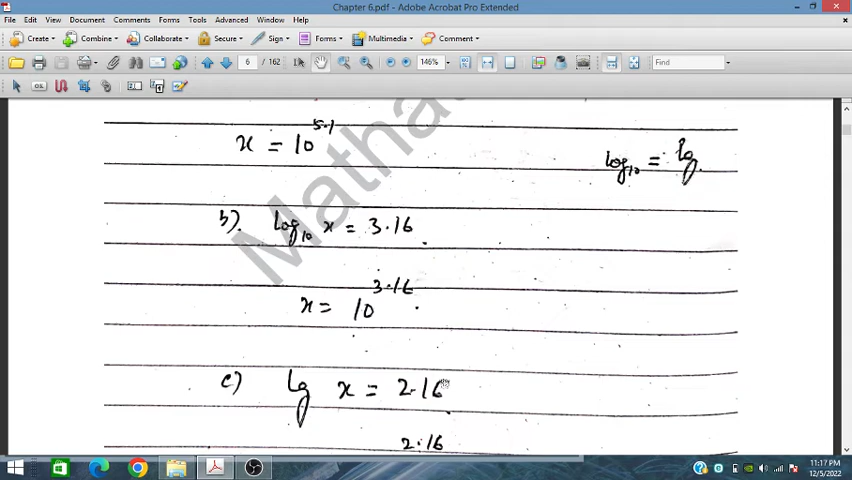 Chapter 6.pdf - Adobe Acrobat Pro Extended
File Edit View Document Comments Forms Tools Advanced Window Help
Create Combine Collaborate Secure Sign Forms Multimedia Comment
6 / 162 146% Find
x = 10^5.1
log₁₀ = lg
b). log₁₀ x = 3.16
x = 10^3.16
c) lg x = 2.16
2.16
Matha
11:17 PM
12/5/2022